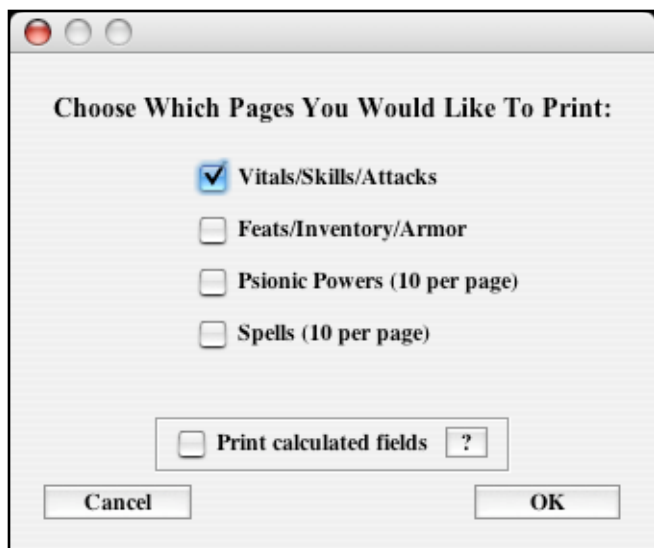 Choose Which Pages You Would Like To Print:
Vitals/Skills/Attacks
Feats/Inventory/Armor
Psionic Powers (10 per page)
Spells (10 per page)
Print calculated fields ?
Cancel OK